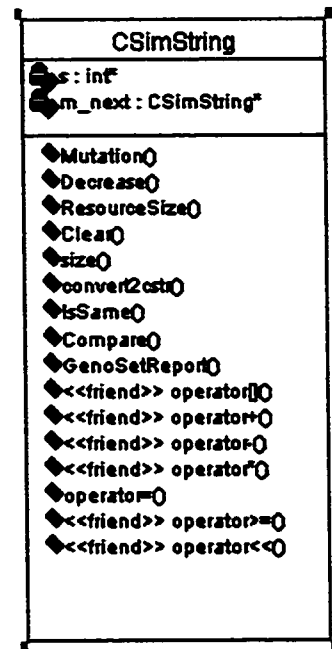 CSimString
s : int*
m_next : CSimString*
Mutation()
Decrease()
ResourceSize()
Clear()
size()
convert2cstr()
IsSame()
Compare()
GenoSetReport()
<<friend>> operator[]()
<<friend>> operator+()
<<friend>> operator-()
<<friend>> operator*()
operator=()
<<friend>> operator>=()
<<friend>> operator<<()